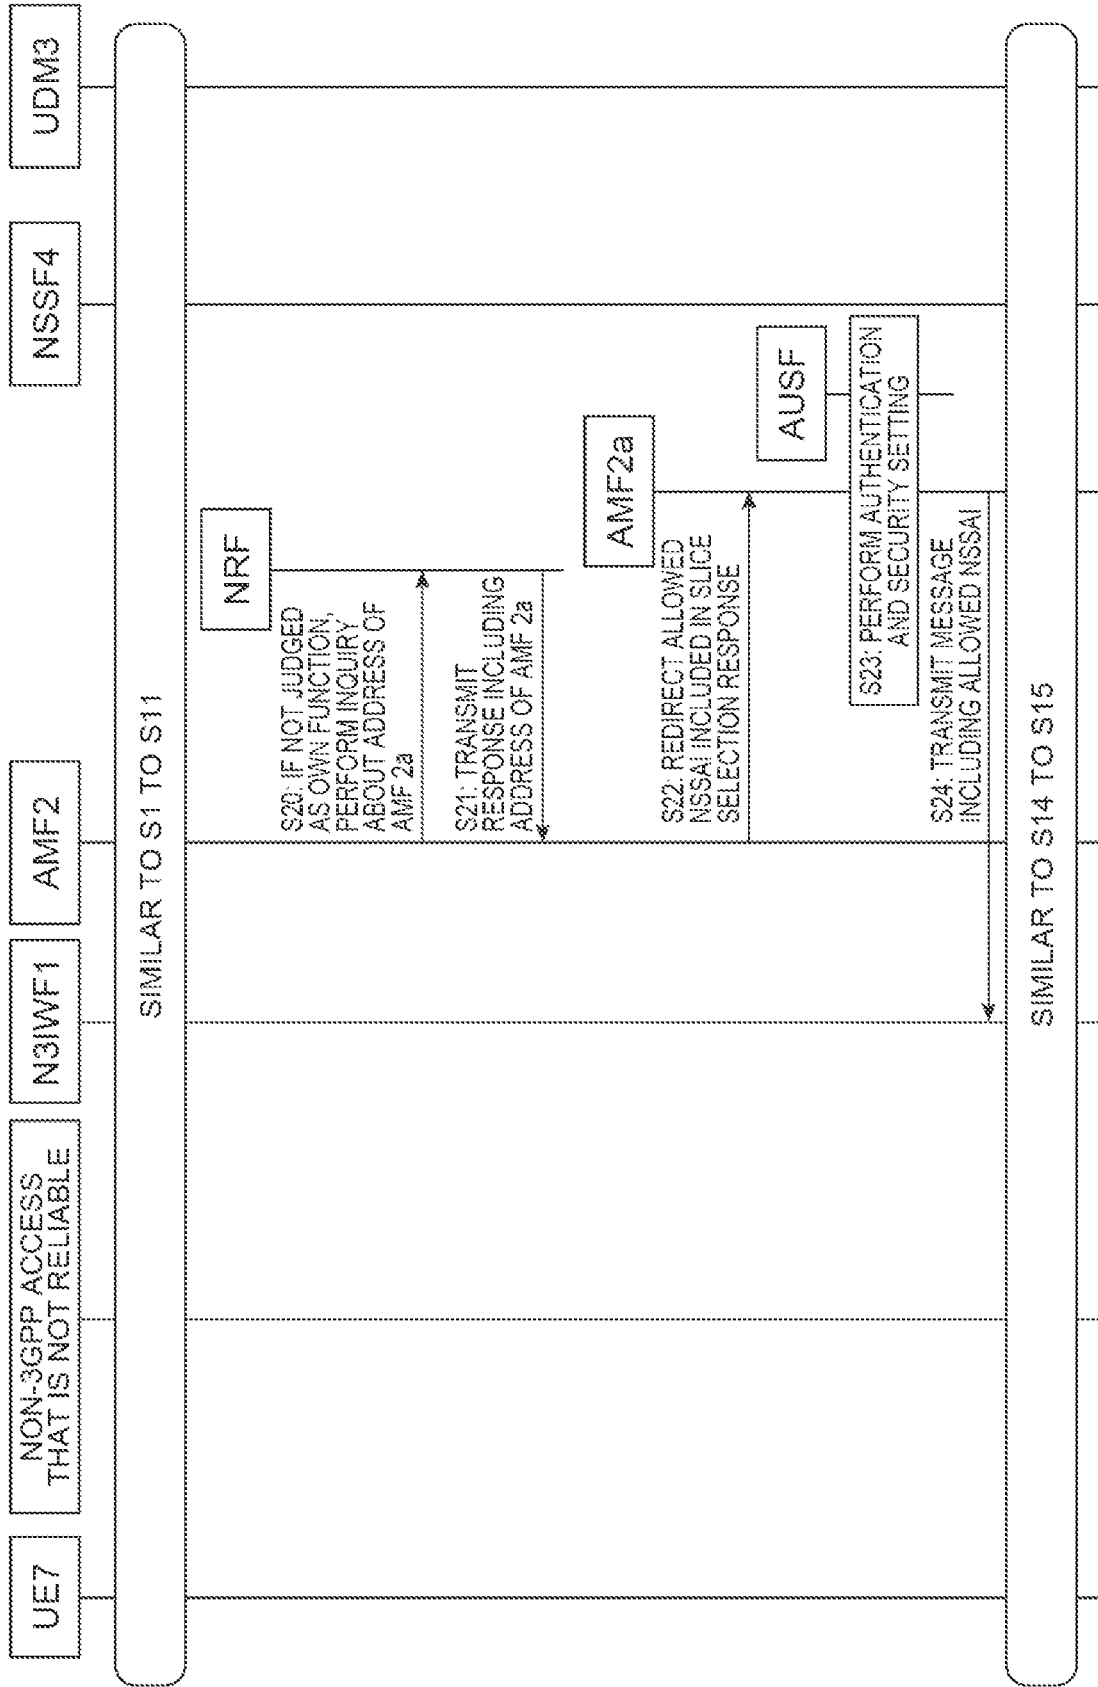 UE7
NON-3GPP ACCESS
THAT IS NOT RELIABLE
N3IWF1
AMF2
NSSF4
UDM3
SIMILAR TO S1 TO S11
NRF
S20: IF NOT JUDGED
AS OWN FUNCTION,
PERFORM INQUIRY
ABOUT ADDRESS OF
AMF 2a
S21: TRANSMIT
RESPONSE INCLUDING
ADDRESS OF AMF 2a
AMF2a
S22: REDIRECT ALLOWED
NSSAI INCLUDED IN SLICE
SELECTION RESPONSE
AUSF
S23: PERFORM AUTHENTICATION
AND SECURITY SETTING
S24: TRANSMIT MESSAGE
INCLUDING ALLOWED NSSAI
SIMILAR TO S14 TO S15